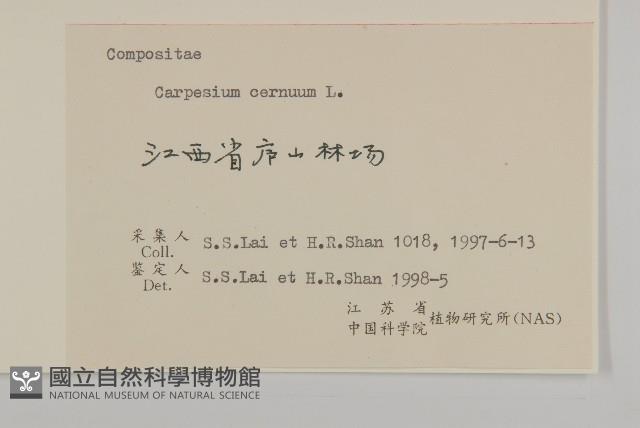 Compositae
Carpesium cernuum L.
江西省庐山林场
采集人 Coll. S.S.Lai et H.R.Shan 1018, 1997-6-13
鉴定人 Det. S.S.Lai et H.R.Shan 1998-5
江苏省
中国科学院 植物研究所(NAS)
國立自然科學博物館
NATIONAL MUSEUM OF NATURAL SCIENCE